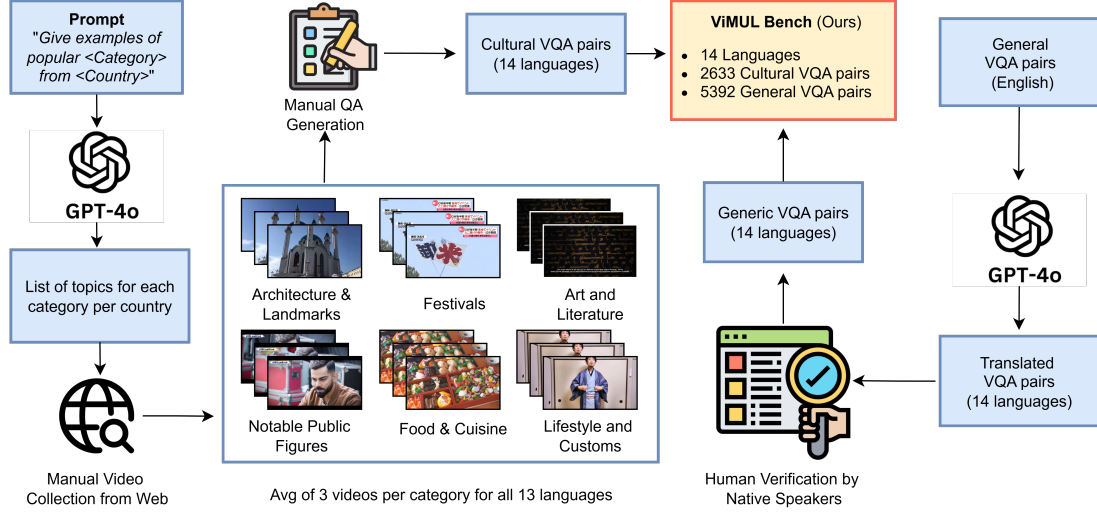 Prompt
"Give examples of
popular <Category>
from <Country>"
GPT-4o
List of topics for each
category per country
Manual Video
Collection from Web
Manual QA
Generation
Architecture &
Landmarks
Festivals
Art and
Literature
Notable Public
Figures
Food & Cuisine
Lifestyle and
Customs
Avg of 3 videos per category for all 13 languages
Cultural VQA pairs
(14 languages)
ViMUL Bench (Ours)
• 14 Languages
• 2633 Cultural VQA pairs
• 5392 General VQA pairs
Generic VQA pairs
(14 languages)
Human Verification by
Native Speakers
General
VQA pairs
(English)
GPT-4o
Translated
VQA pairs
(14 languages)